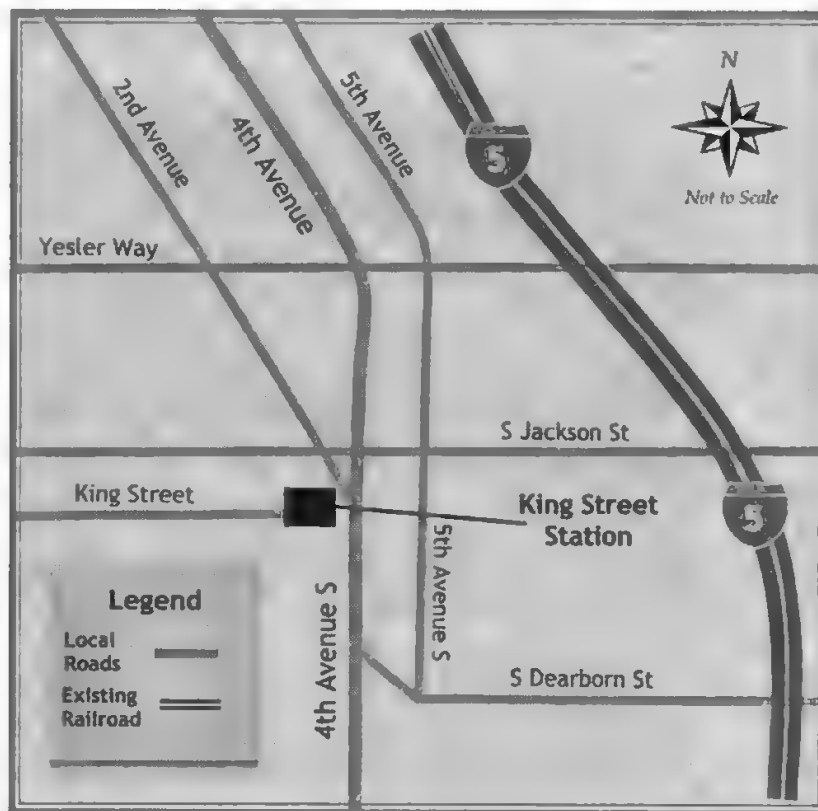 N
Not to Scale
2nd Avenue
4th Avenue
5th Avenue
5
Yesler Way
S Jackson St
King Street
King Street
Station
5
5th Avenue S
4th Avenue S
S Dearborn St
Legend
Local
Roads
Existing
Railroad